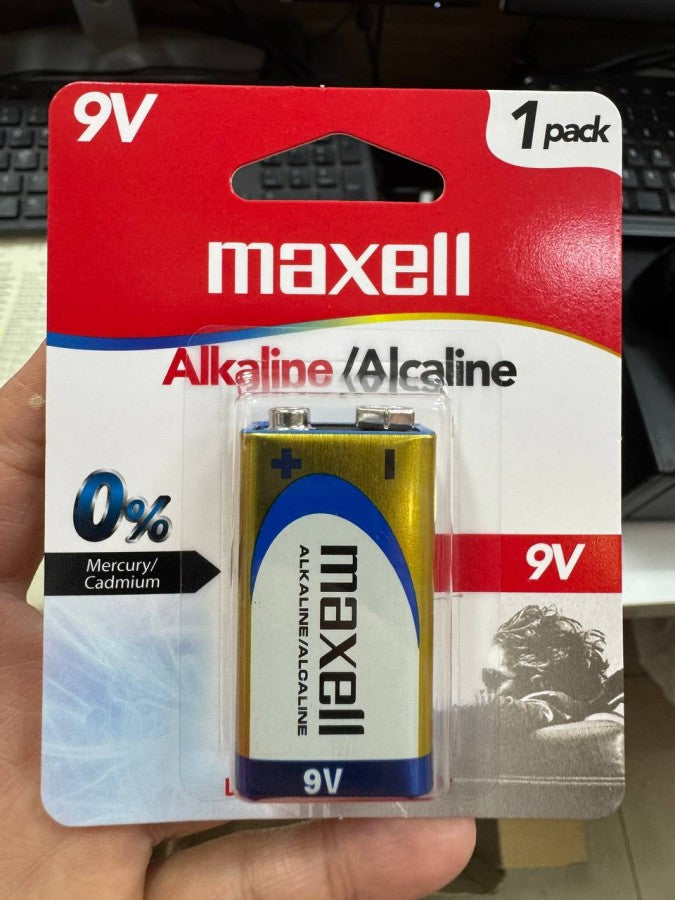 9V
1 pack
maxell
Alkaline /Alcaline
+ -
0%
Mercury/
Cadmium
9V
maxell
ALKALINE/ALCALINE
9V